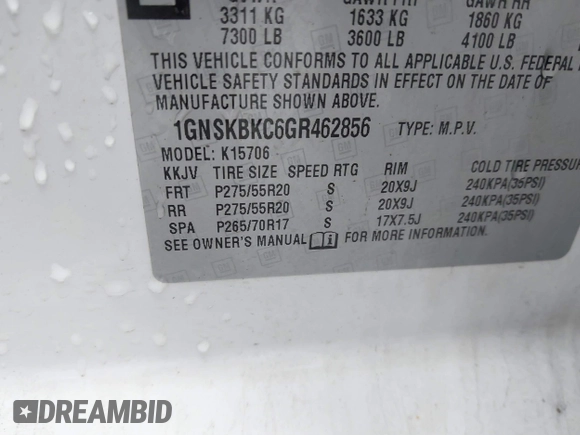 3311 KG 1633 KG 1860 KG
7300 LB 3600 LB 4100 LB
THIS VEHICLE CONFORMS TO ALL APPLICABLE U.S. FEDERAL
VEHICLE SAFETY STANDARDS IN EFFECT ON THE DATE OF
MANUFACTURE SHOWN ABOVE.
1GNSKBKC6GR462856 TYPE: M.P.V.
MODEL: K15706
KKJV TIRE SIZE SPEED RTG RIM COLD TIRE PRESSU
FRT P275/55R20 S 20X9J 240KPA(35PSI)
RR P275/55R20 S 20X9J 240KPA(35PSI)
SPA P265/70R17 S 17X7.5J 240KPA(35PSI)
SEE OWNER'S MANUAL FOR MORE INFORMATION.
DREAMBID